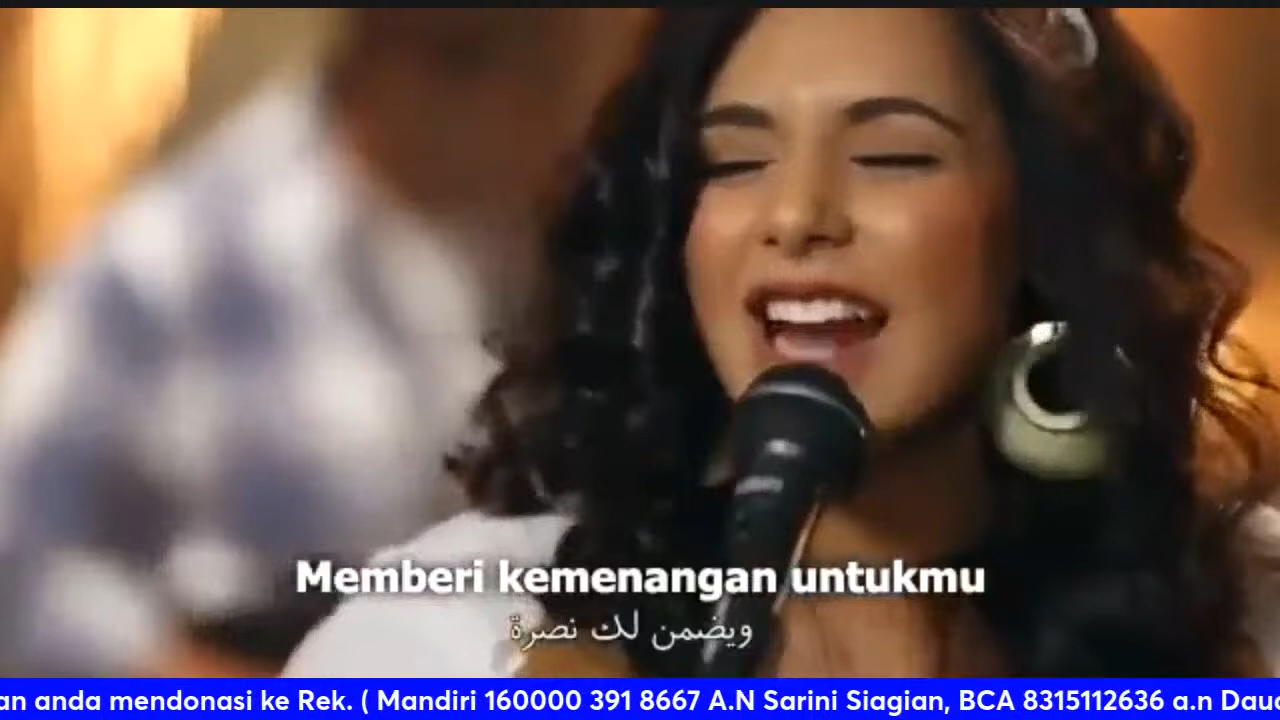 Memberi kemenangan untukmu
ويضمن لك نصرة
an anda mendonasi ke Rek. ( Mandiri 160000 391 8667 A.N Sarini Siagian, BCA 8315112636 a.n Daud